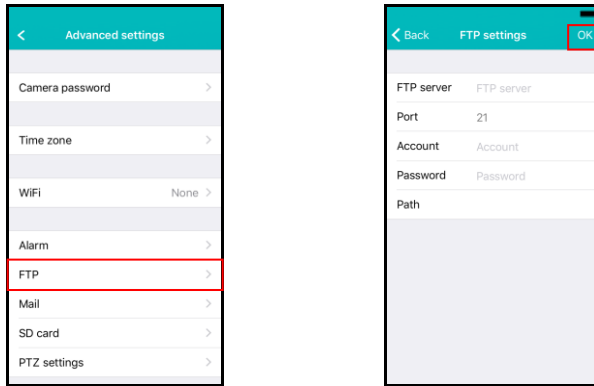 Advanced settings
Camera password
Time zone
WiFi None
Alarm
FTP
Mail
SD card
PTZ settings
Back FTP settings OK
FTP server FTP server
Port 21
Account Account
Password Password
Path